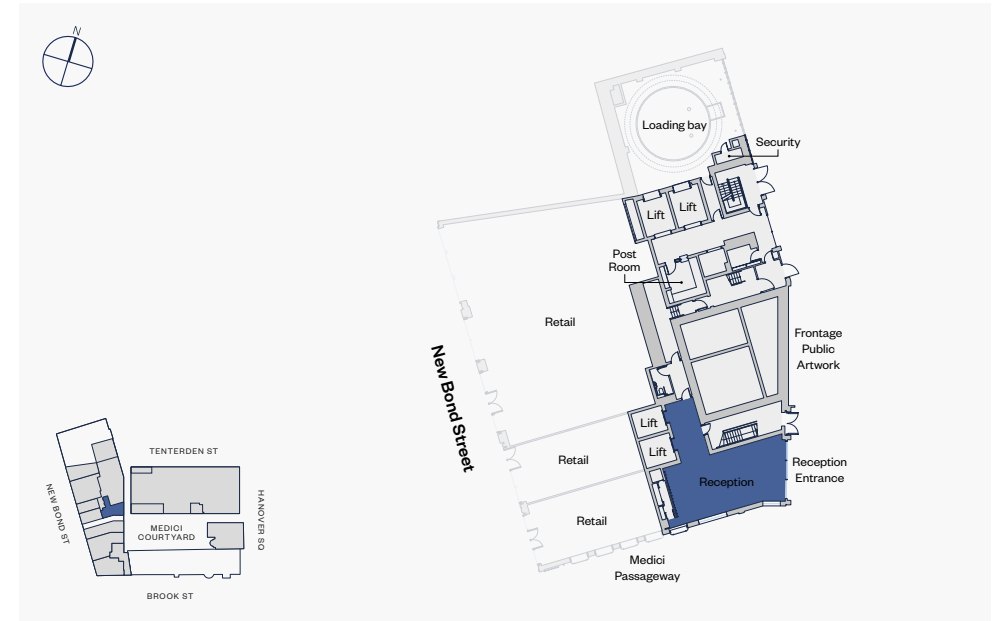 N
Loading bay
Security
Lift
Lift
Post
Room
Retail
Frontage
Public
Artwork
New Bond Street
Lift
Lift
Retail
Reception
Reception
Entrance
Retail
Medici
Passageway
TENTERDEN ST
NEW BOND ST
HANOVER SQ
MEDICI
COURTYARD
BROOK ST